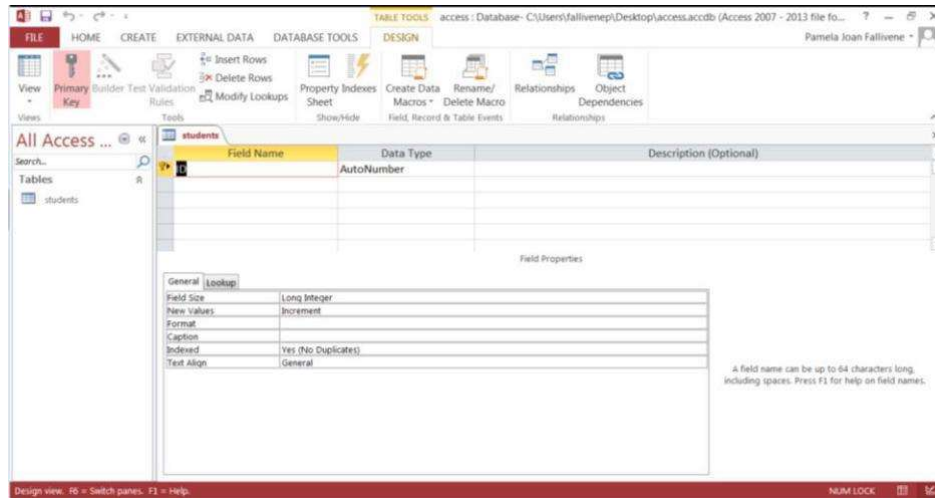 TABLE TOOLS access : Database- C:\Users\fallivenep\Desktop\access.accdb (Access 2007 - 2013 file fo... ?
FILE HOME CREATE EXTERNAL DATA DATABASE TOOLS DESIGN Pamela Joan Fallivene
View
Primary Key
Builder
Test Validation Rules
Insert Rows
Delete Rows
Modify Lookups
Property Sheet
Indexes
Create Data Macros
Rename/ Delete Macro
Relationships
Object Dependencies
Views Tools Show/Hide Field, Record & Table Events Relationships
All Access ...
Search...
Tables
students
students
Field Name Data Type Description (Optional)
ID AutoNumber
Field Properties
General Lookup
Field Size Long Integer
New Values Increment
Format
Caption
Indexed Yes (No Duplicates)
Text Align General
A field name can be up to 64 characters long,
including spaces. Press F1 for help on field names.
Design view. F6 = Switch panes. F1 = Help. NUM LOCK